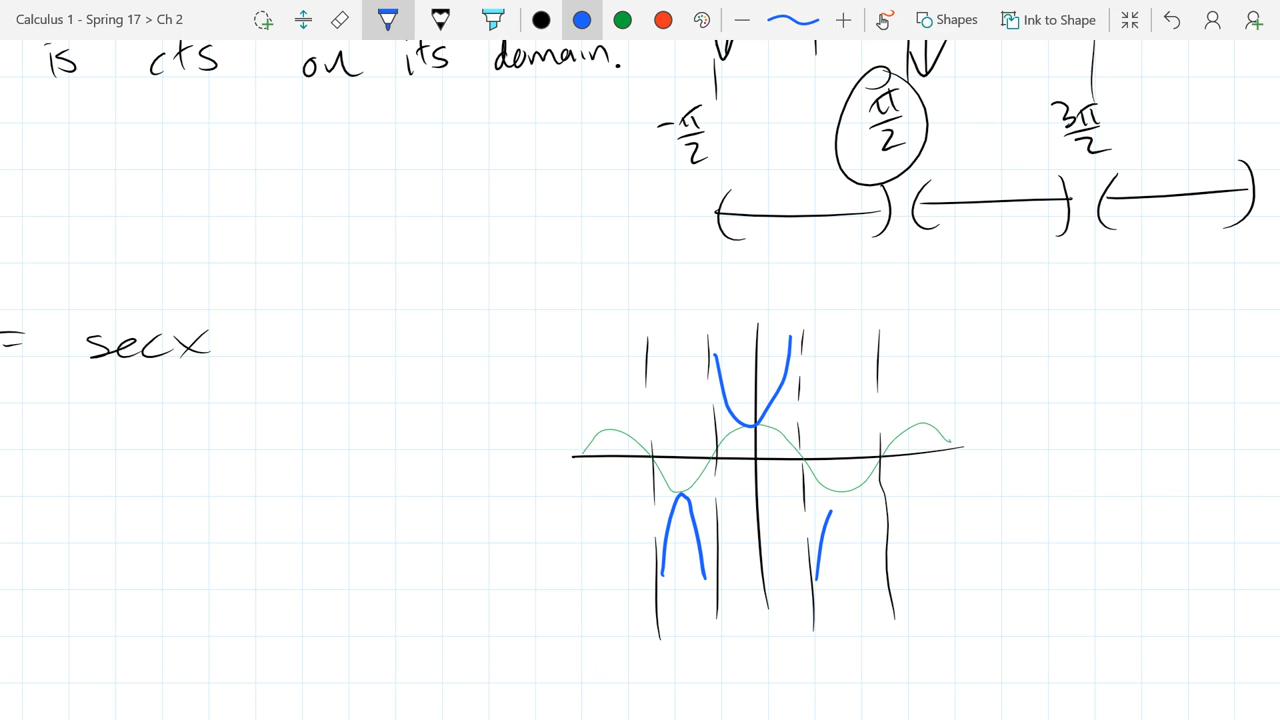 Calculus 1 - Spring 17 > Ch 2
Shapes
Ink to Shape
is cts on its domain.
-π/2
π/2
3π/2
= secx